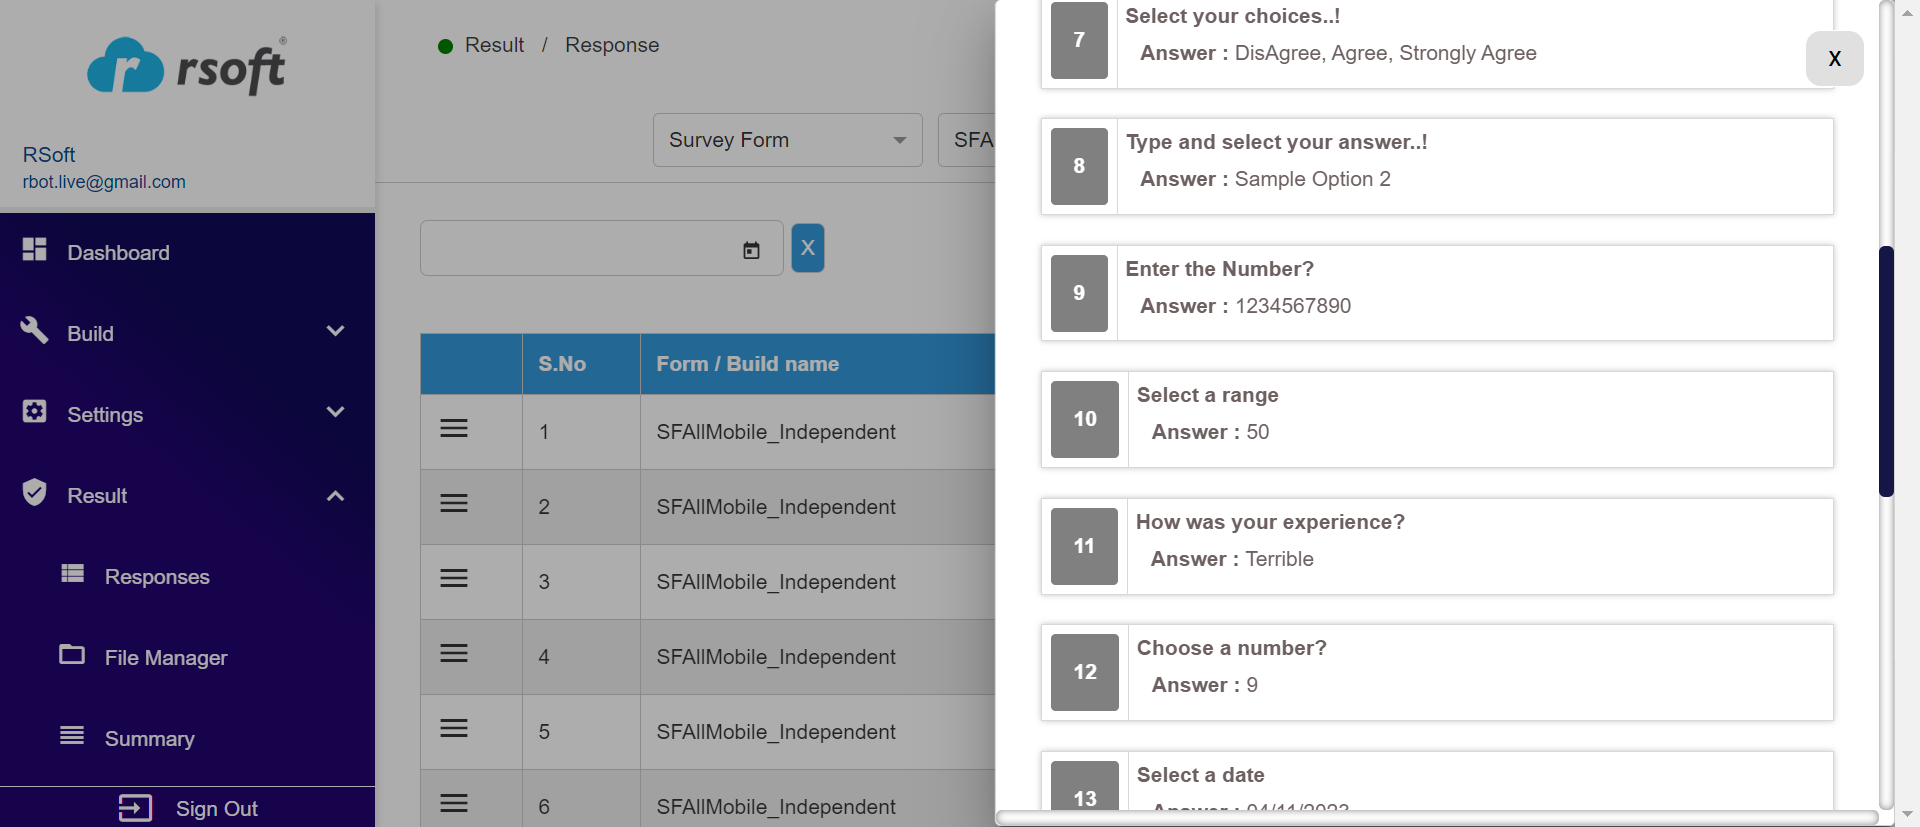 rsoft®
RSoft
rbot.live@gmail.com
Dashboard
Build
Settings
Result
Responses
File Manager
Summary
Sign Out
Result / Response
Survey Form
SFA
X
S.No Form / Build name
1 SFAllMobile_Independent
2 SFAllMobile_Independent
3 SFAllMobile_Independent
4 SFAllMobile_Independent
5 SFAllMobile_Independent
6 SFAllMobile_Independent
X
7 Select your choices..!
Answer : DisAgree, Agree, Strongly Agree
8 Type and select your answer..!
Answer : Sample Option 2
9 Enter the Number?
Answer : 1234567890
10 Select a range
Answer : 50
11 How was your experience?
Answer : Terrible
12 Choose a number?
Answer : 9
13 Select a date
Answer : 04/11/2023